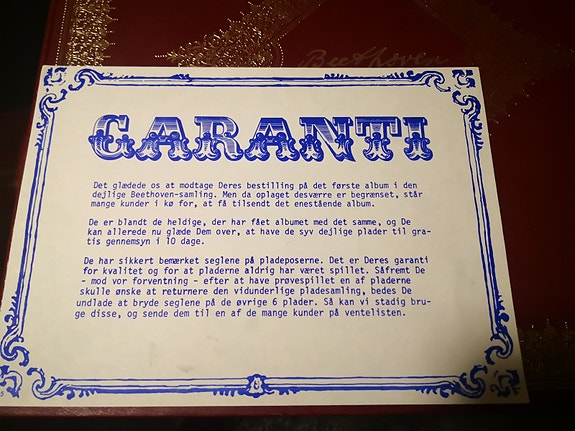 Beethove
GARANTI
Det glædede os at modtage Deres bestilling på det første album i den
dejlige Beethoven-samling. Men da oplaget desværre er begrænset, står
mange kunder i kø for, at få tilsendt det enestående album.
De er blandt de heldige, der har fået albumet med det samme, og De
kan allerede nu glæde Dem over, at have de syv dejlige plader til gra-
tis gennemsyn i 10 dage.
De har sikkert bemærket seglene på pladeposerne. Det er Deres garanti
for kvalitet og for at pladerne aldrig har været spillet. Såfremt De
- mod vor forventning - efter at have prøvespillet en af pladerne
skulle ønske at returnere den vidunderlige pladesamling, bedes De
undlade at bryde seglene på de øvrige 6 plader. Så kan vi stadig bru-
ge disse, og sende dem til en af de mange kunder på ventelisten.